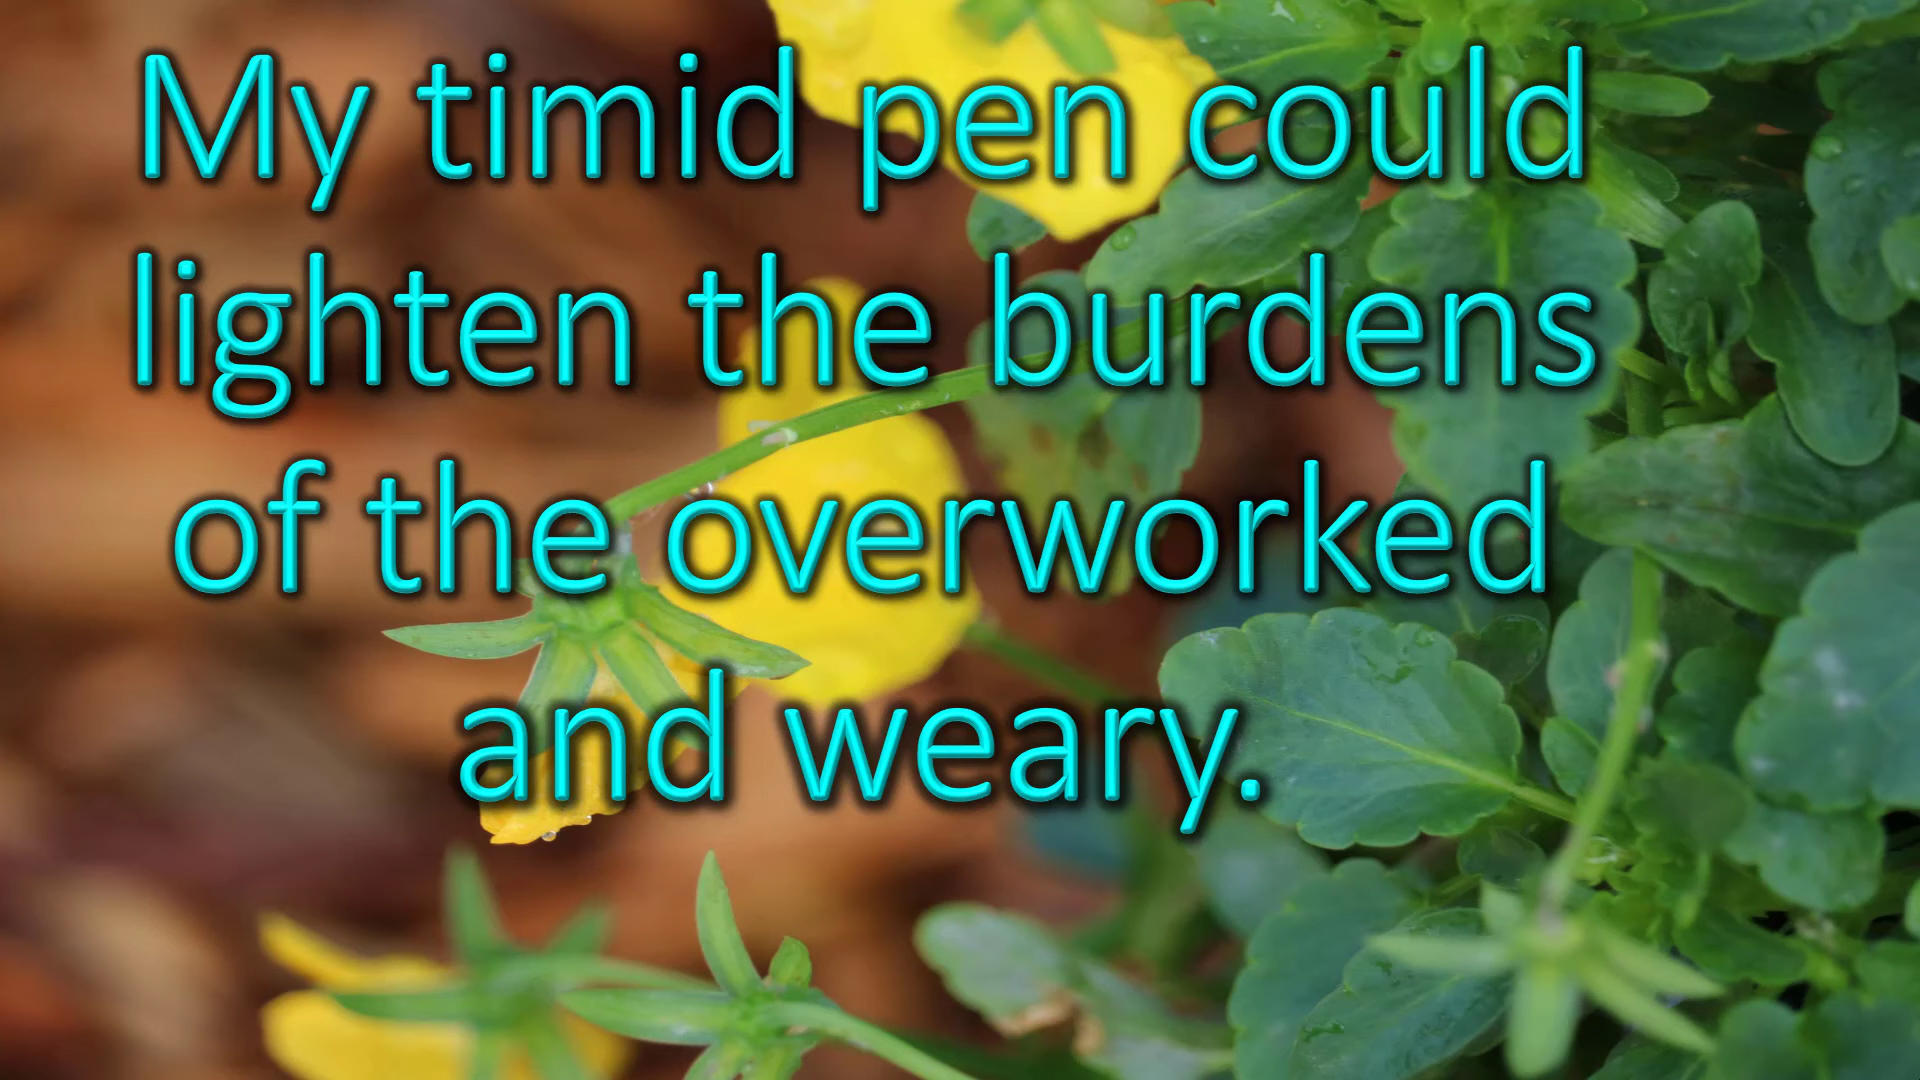 My timid pen could
lighten the burdens
of the overworked
and weary.